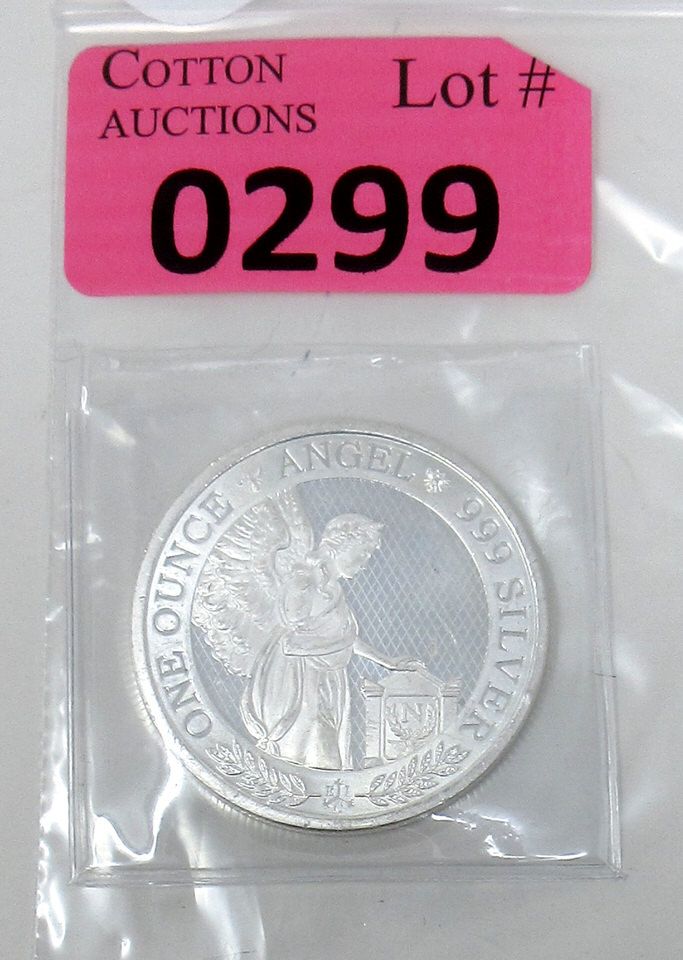 COTTON
AUCTIONS
Lot #
0299
ONE OUNCE ANGEL 999 SILVER
N